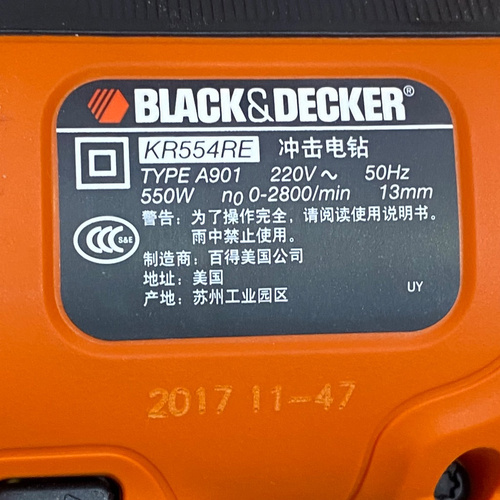 BLACK&DECKER®
KR554RE 冲击电钻
TYPE A901 220V～ 50Hz
550W n0 0-2800/min 13mm
警告：为了操作完全，请阅读使用说明书。
雨中禁止使用。
CCC S&E
制造商：百得美国公司
地址：美国
产地：苏州工业园区
UY
2017 11-47